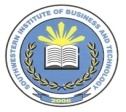 SOUTHWESTERN INSTITUTE OF BUSINESS AND TECHNOLOGY
2006